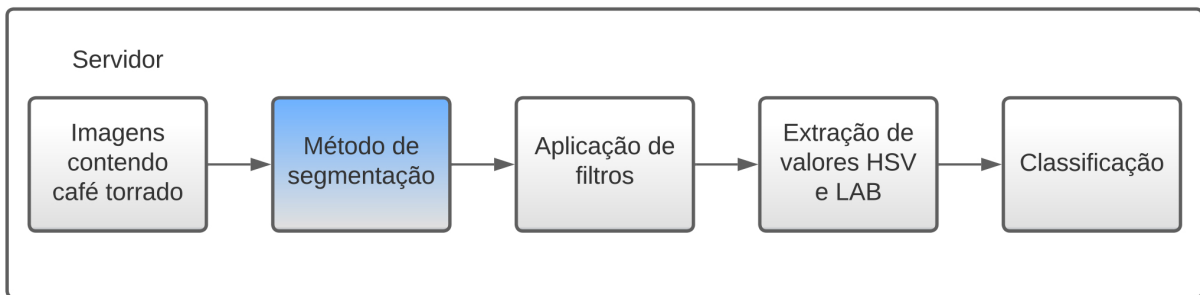 Servidor
Imagens
contendo
café torrado
Método de
segmentação
Aplicação de
filtros
Extração de
valores HSV
e LAB
Classificação